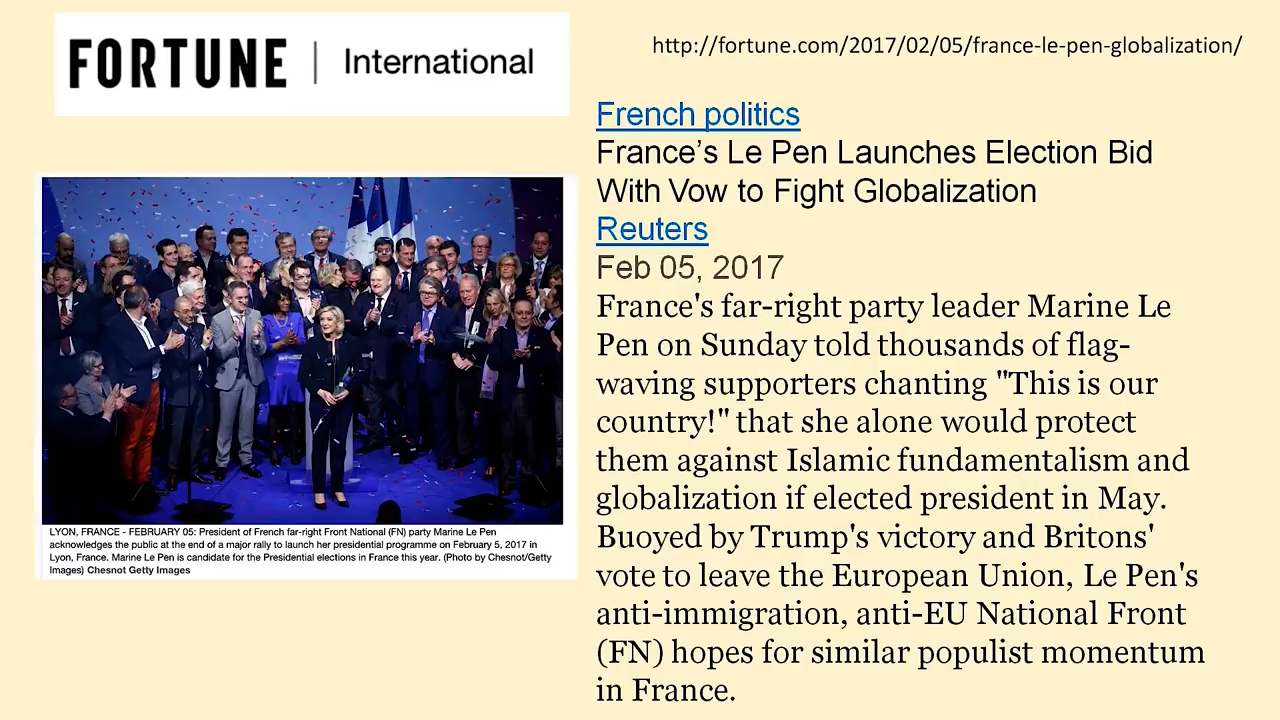 FORTUNE | International
http://fortune.com/2017/02/05/france-le-pen-globalization/
French politics
France’s Le Pen Launches Election Bid
With Vow to Fight Globalization
Reuters
Feb 05, 2017
France's far-right party leader Marine Le
Pen on Sunday told thousands of flag-
waving supporters chanting "This is our
country!" that she alone would protect
them against Islamic fundamentalism and
globalization if elected president in May.
Buoyed by Trump's victory and Britons'
vote to leave the European Union, Le Pen's
anti-immigration, anti-EU National Front
(FN) hopes for similar populist momentum
in France.
LYON, FRANCE - FEBRUARY 05: President of French far-right Front National (FN) party Marine Le Pen
acknowledges the public at the end of a major rally to launch her presidential programme on February 5, 2017 in
Lyon, France. Marine Le Pen is candidate for the Presidential elections in France this year. (Photo by Chesnot/Getty
Images) Chesnot Getty Images